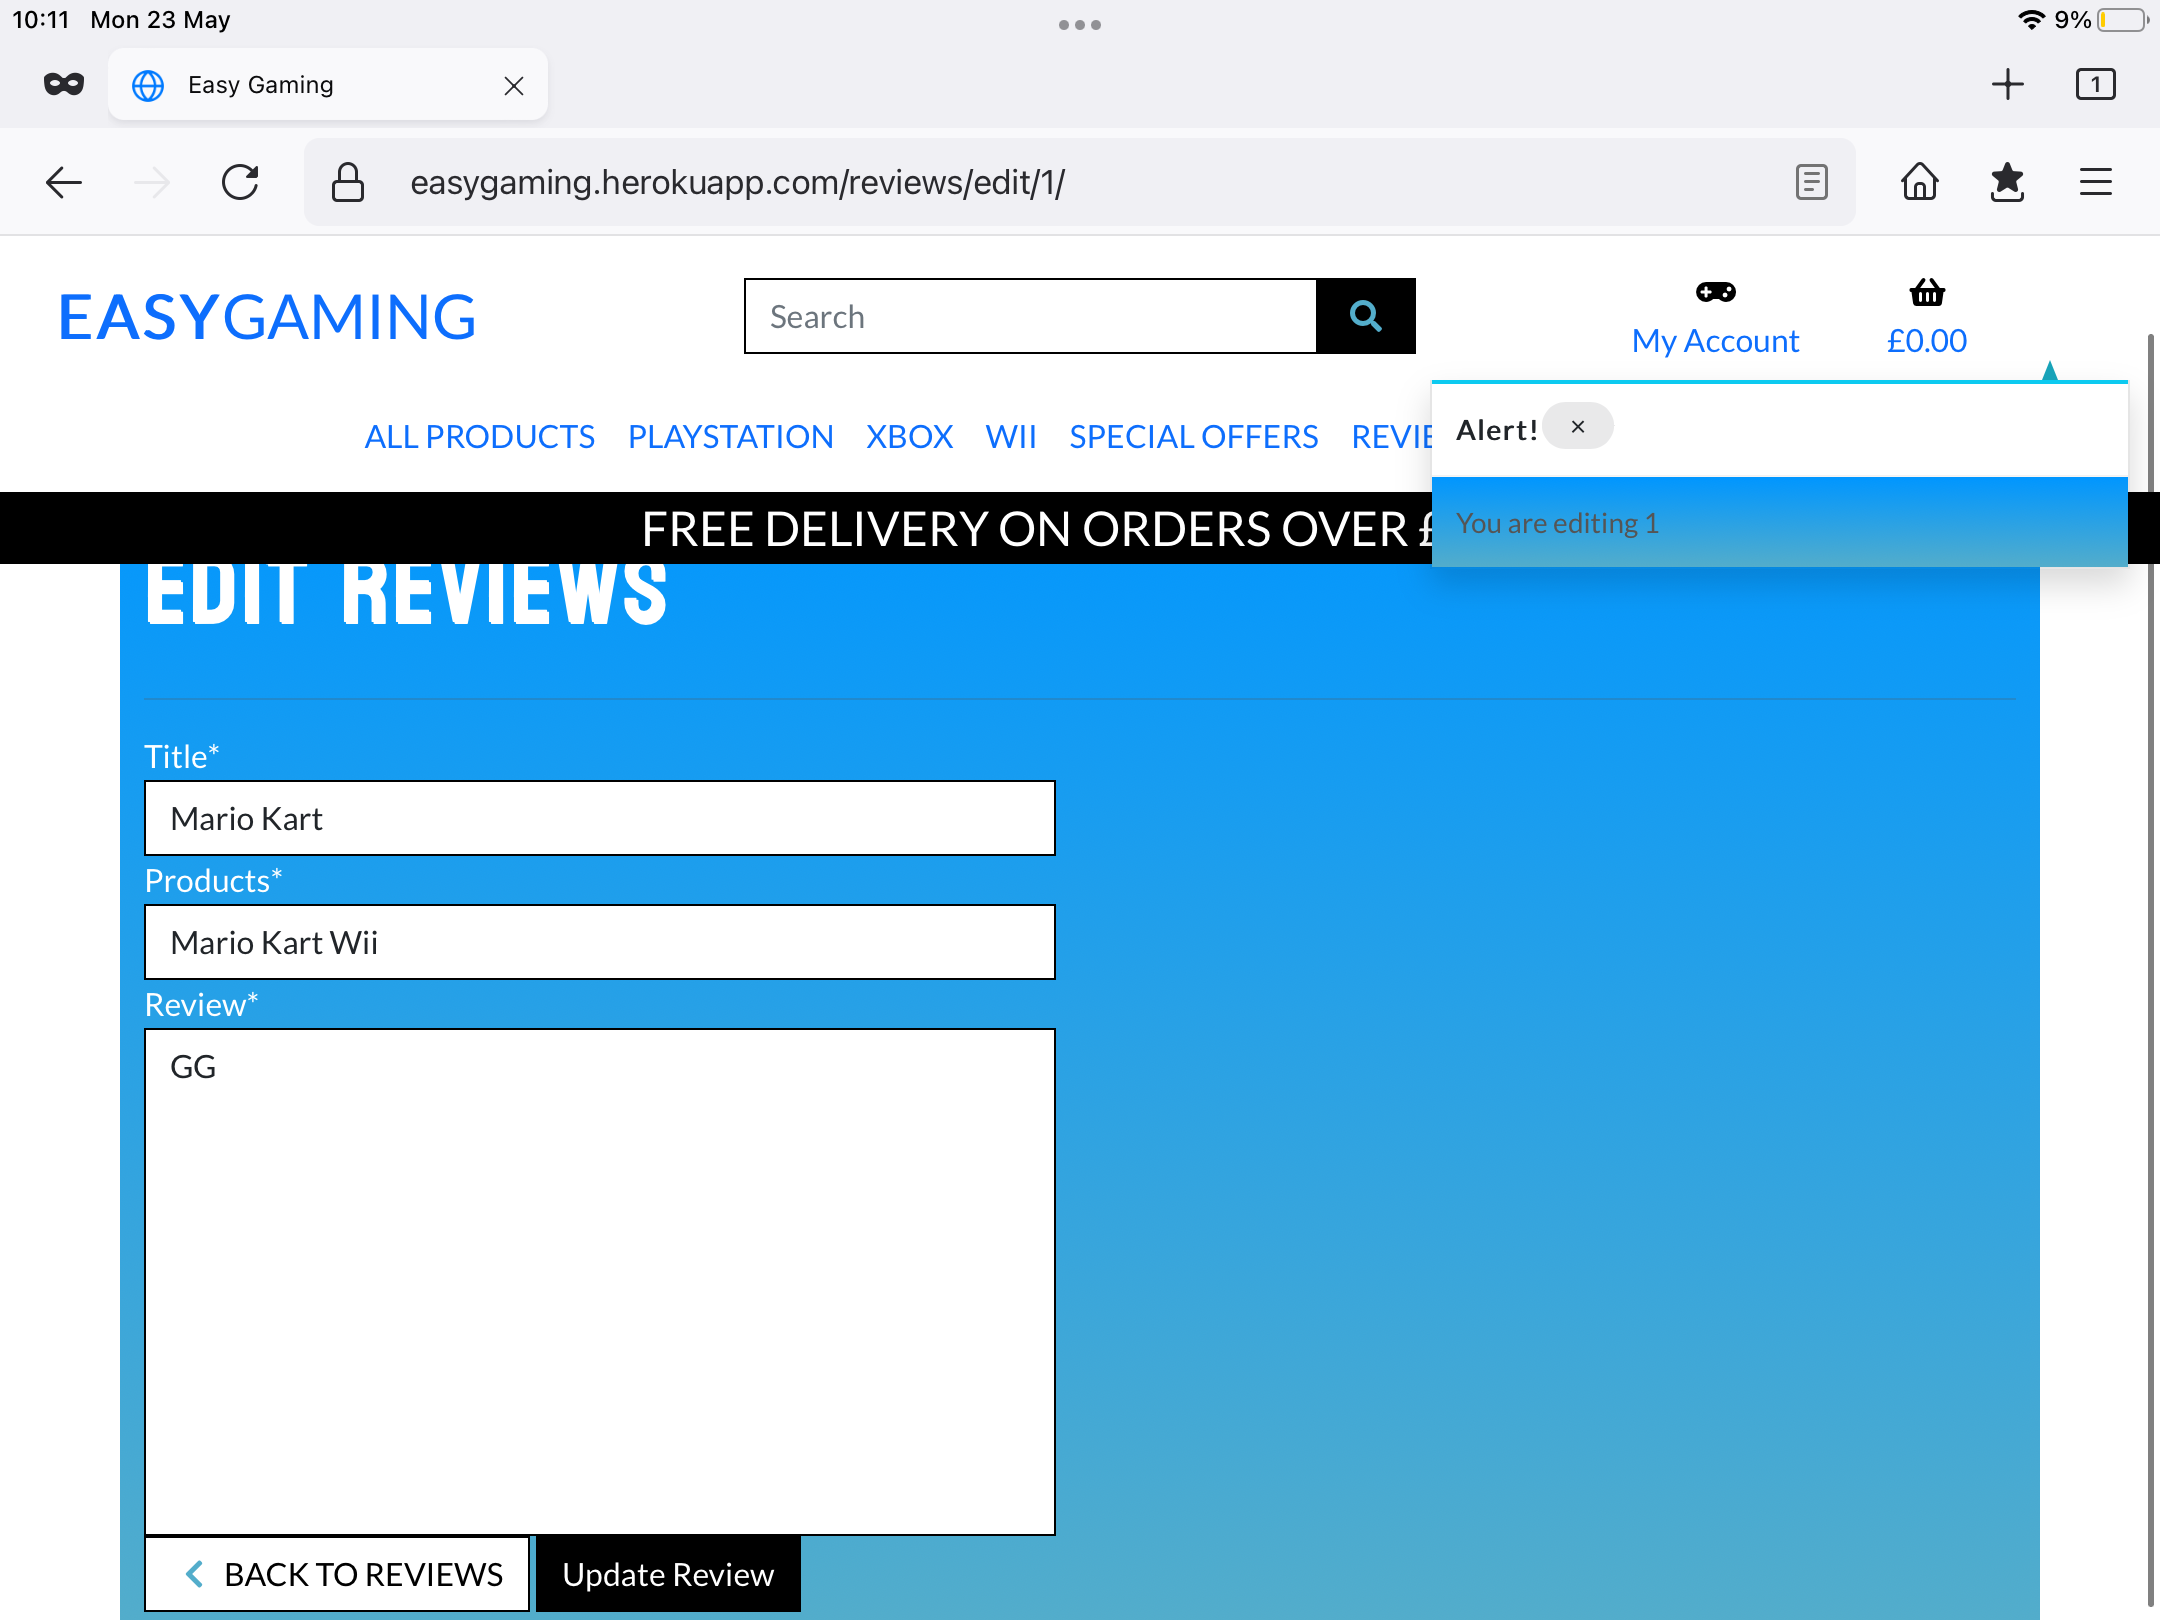 10:11 Mon 23 May
9%
Easy Gaming
1
easygaming.herokuapp.com/reviews/edit/1/
EASYGAMING
Search
My Account
£0.00
ALL PRODUCTS PLAYSTATION XBOX WII SPECIAL OFFERS
Alert! ×
FREE DELIVERY ON ORDERS OVER
You are editing 1
EDIT REVIEWS
Title*
Mario Kart
Products*
Mario Kart Wii
Review*
GG
BACK TO REVIEWS
Update Review